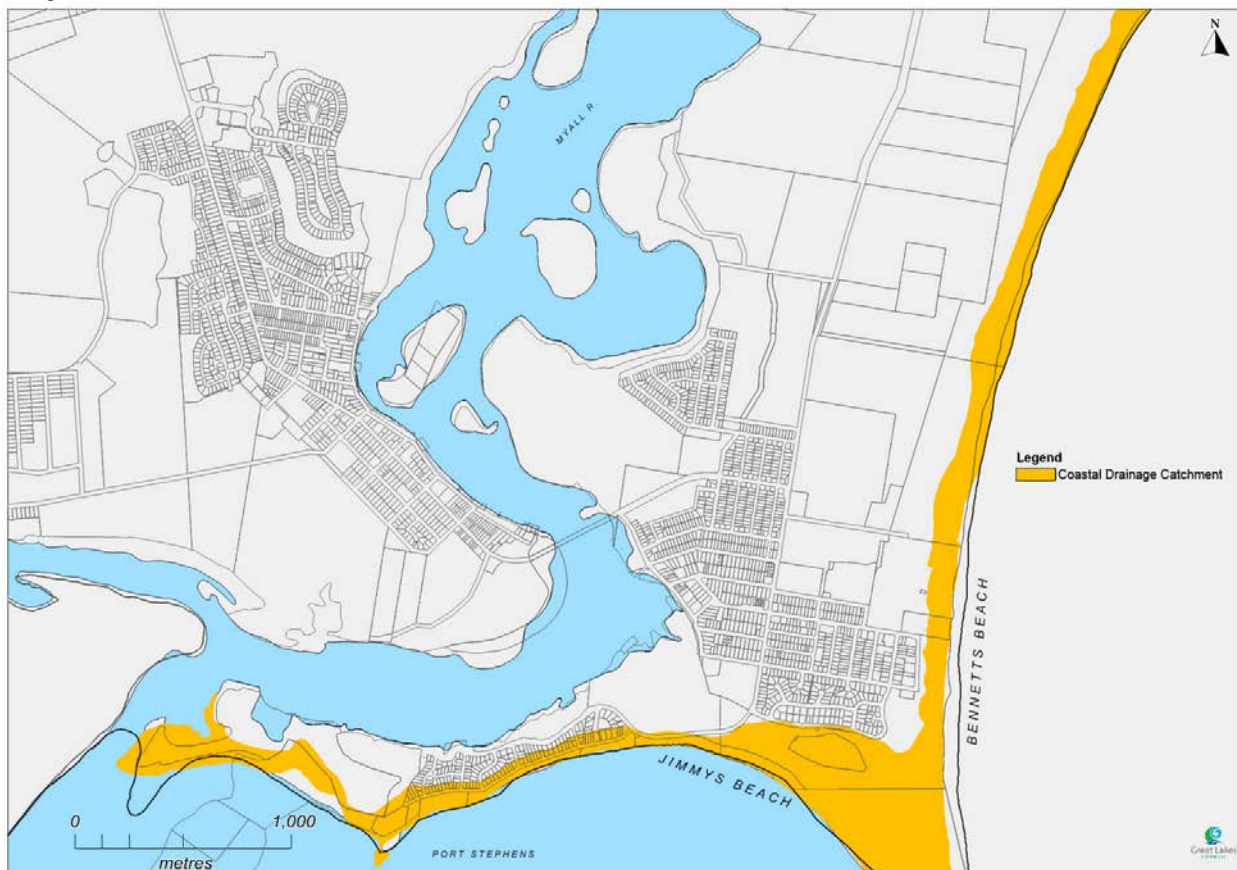 N
MYALL R
Legend
Coastal Drainage Catchment
BENNETTS BEACH
JIMMYS BEACH
0 1,000
metres
PORT STEPHENS
Great Lakes